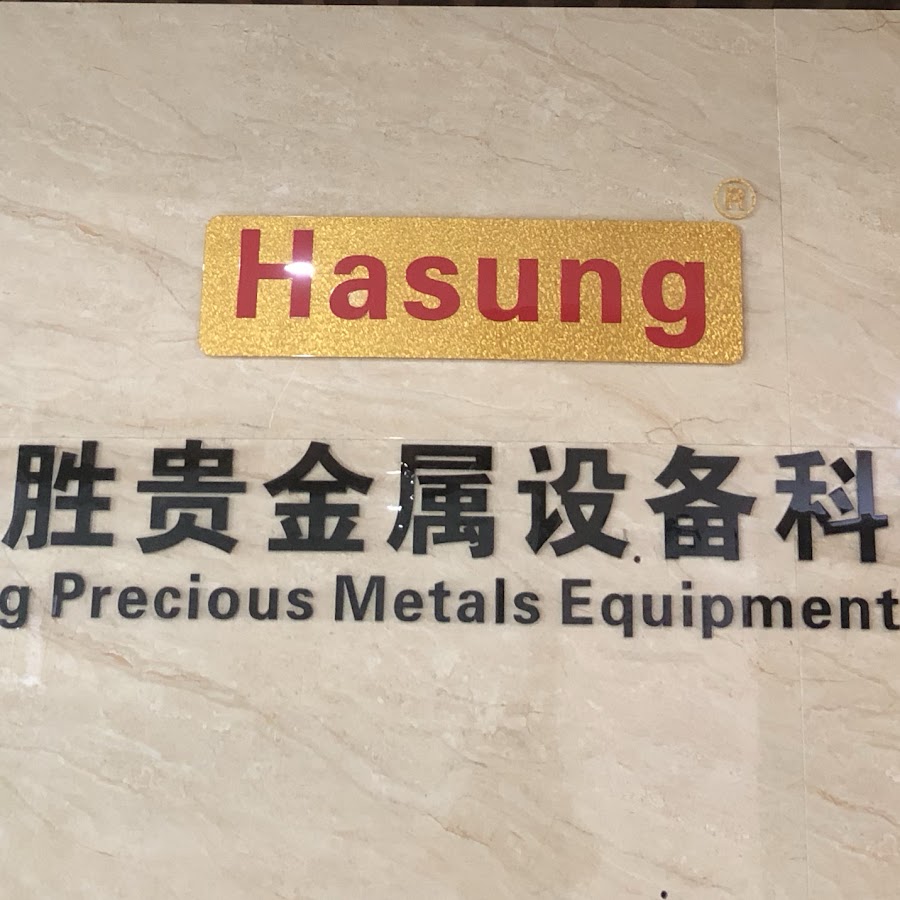 ®
Hasung
胜贵金属设备科
g Precious Metals Equipment